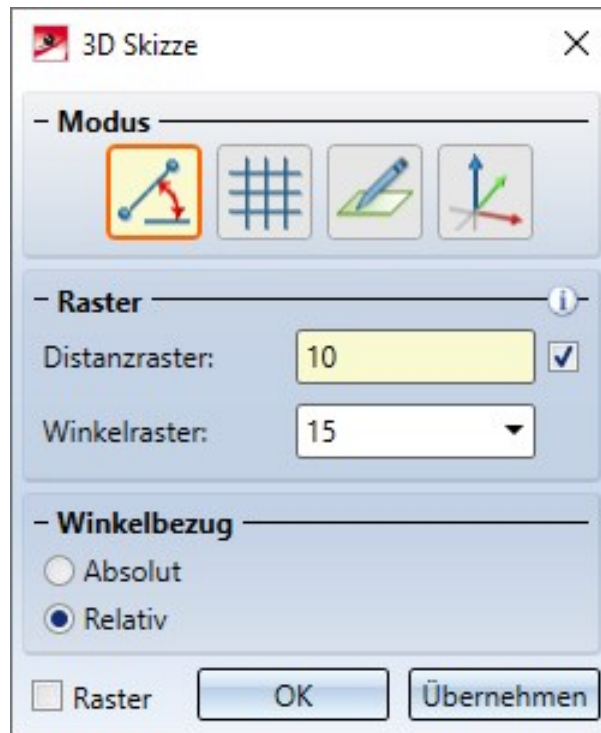 3D Skizze
Modus
Raster
Distanzraster: 10
Winkelraster: 15
Winkelbezug
Absolut
Relativ
Raster OK Übernehmen